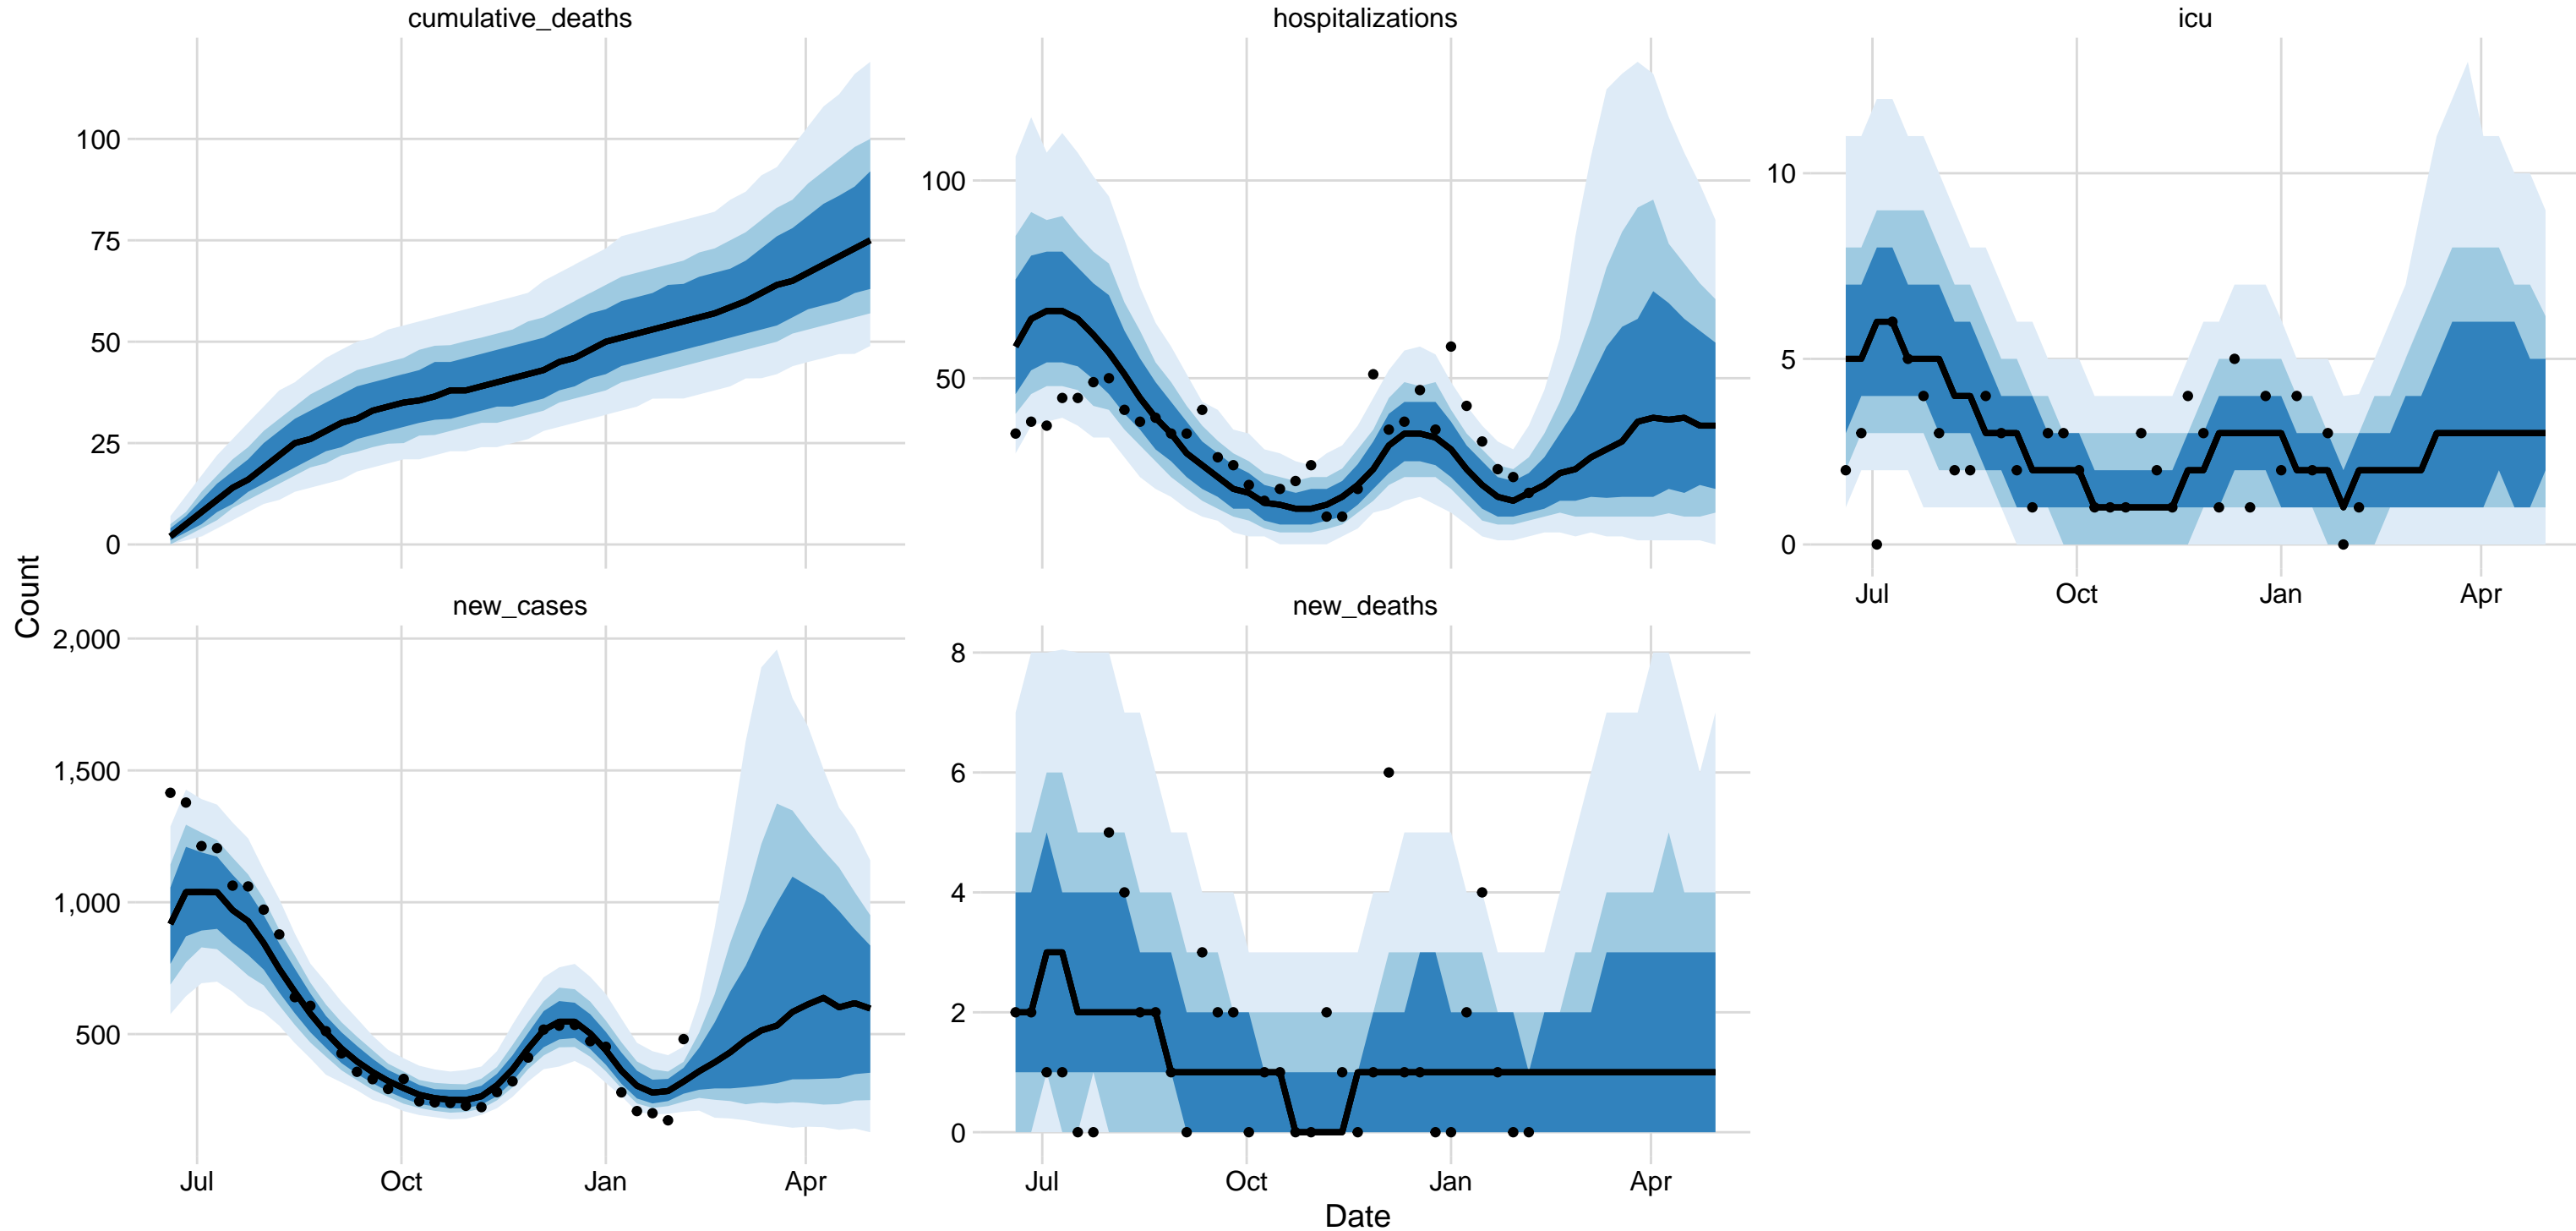 cumulative_deaths
hospitalizations
icu
100
75
50
25
0
100
50
10
5
0
Jul Oct Jan Apr
Count
new_cases
new_deaths
2,000
1,500
1,000
500
8
6
4
2
0
Jul Oct Jan Apr
Jul Oct Jan Apr
Date